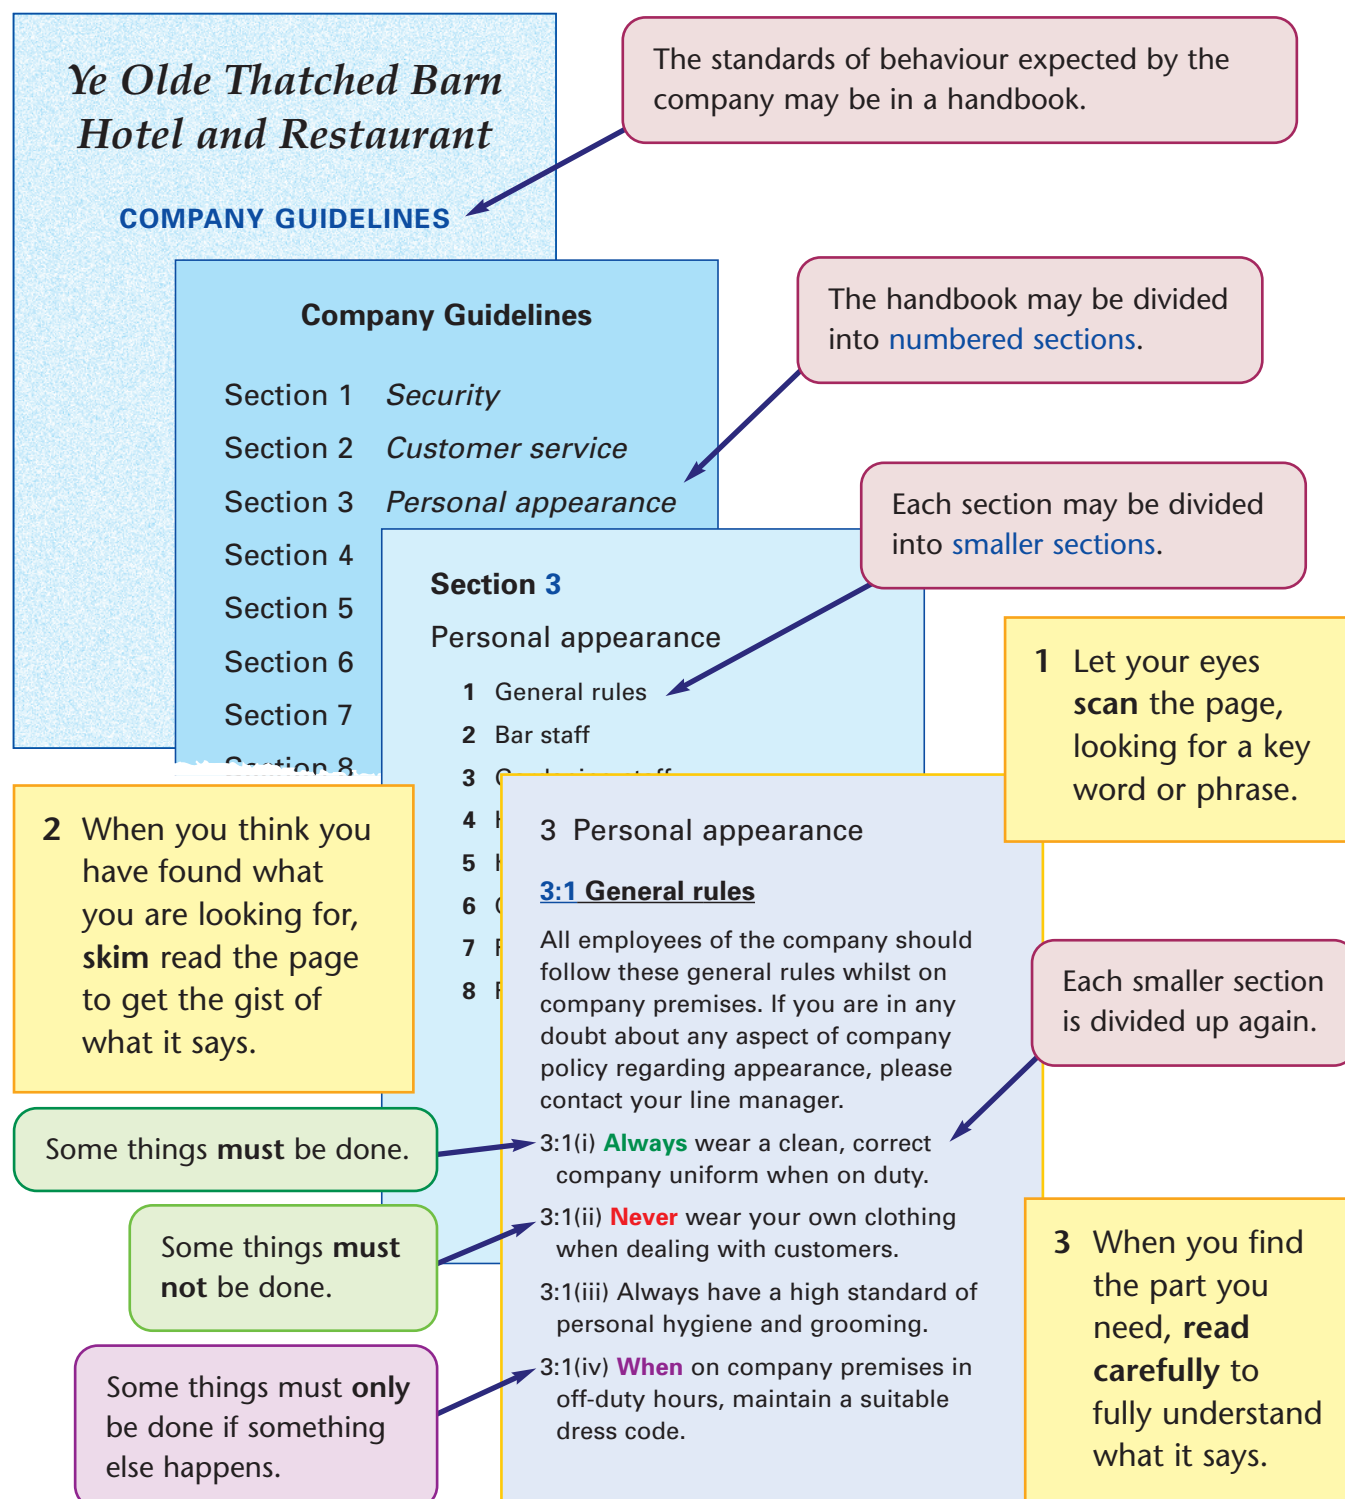 Ye Olde Thatched Barn
Hotel and Restaurant
COMPANY GUIDELINES
The standards of behaviour expected by the
company may be in a handbook.
Company Guidelines
Section 1 Security
Section 2 Customer service
Section 3 Personal appearance
Section 4
Section 5
Section 6
Section 7
Section 8
The handbook may be divided
into numbered sections.
Each section may be divided
into smaller sections.
Section 3
Personal appearance
1 General rules
2 Bar staff
3
4
5
6
7
8
1 Let your eyes
scan the page,
looking for a key
word or phrase.
2 When you think you
have found what
you are looking for,
skim read the page
to get the gist of
what it says.
3 Personal appearance
3:1 General rules
All employees of the company should
follow these general rules whilst on
company premises. If you are in any
doubt about any aspect of company
policy regarding appearance, please
contact your line manager.
3:1(i) Always wear a clean, correct
company uniform when on duty.
3:1(ii) Never wear your own clothing
when dealing with customers.
3:1(iii) Always have a high standard of
personal hygiene and grooming.
3:1(iv) When on company premises in
off-duty hours, maintain a suitable
dress code.
Each smaller section
is divided up again.
Some things must be done.
Some things must
not be done.
Some things must only
be done if something
else happens.
3 When you find
the part you
need, read
carefully to
fully understand
what it says.